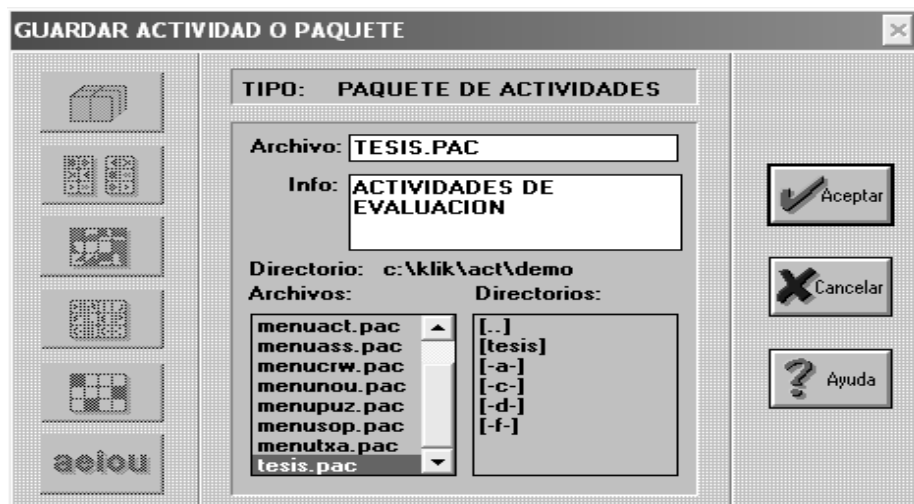 GUARDAR ACTIVIDAD O PAQUETE
TIPO: PAQUETE DE ACTIVIDADES
Archivo: TESIS.PAC
Info: ACTIVIDADES DE
EVALUACION
Directorio: c:\klik\act\demo
Archivos: Directorios:
menuact.pac [..]
menuass.pac [tesis]
menucrw.pac [-a-]
menunou.pac [-c-]
menupuz.pac [-d-]
menusop.pac [-f-]
menutxa.pac
tesis.pac
aeiou
Aceptar
Cancelar
Ayuda